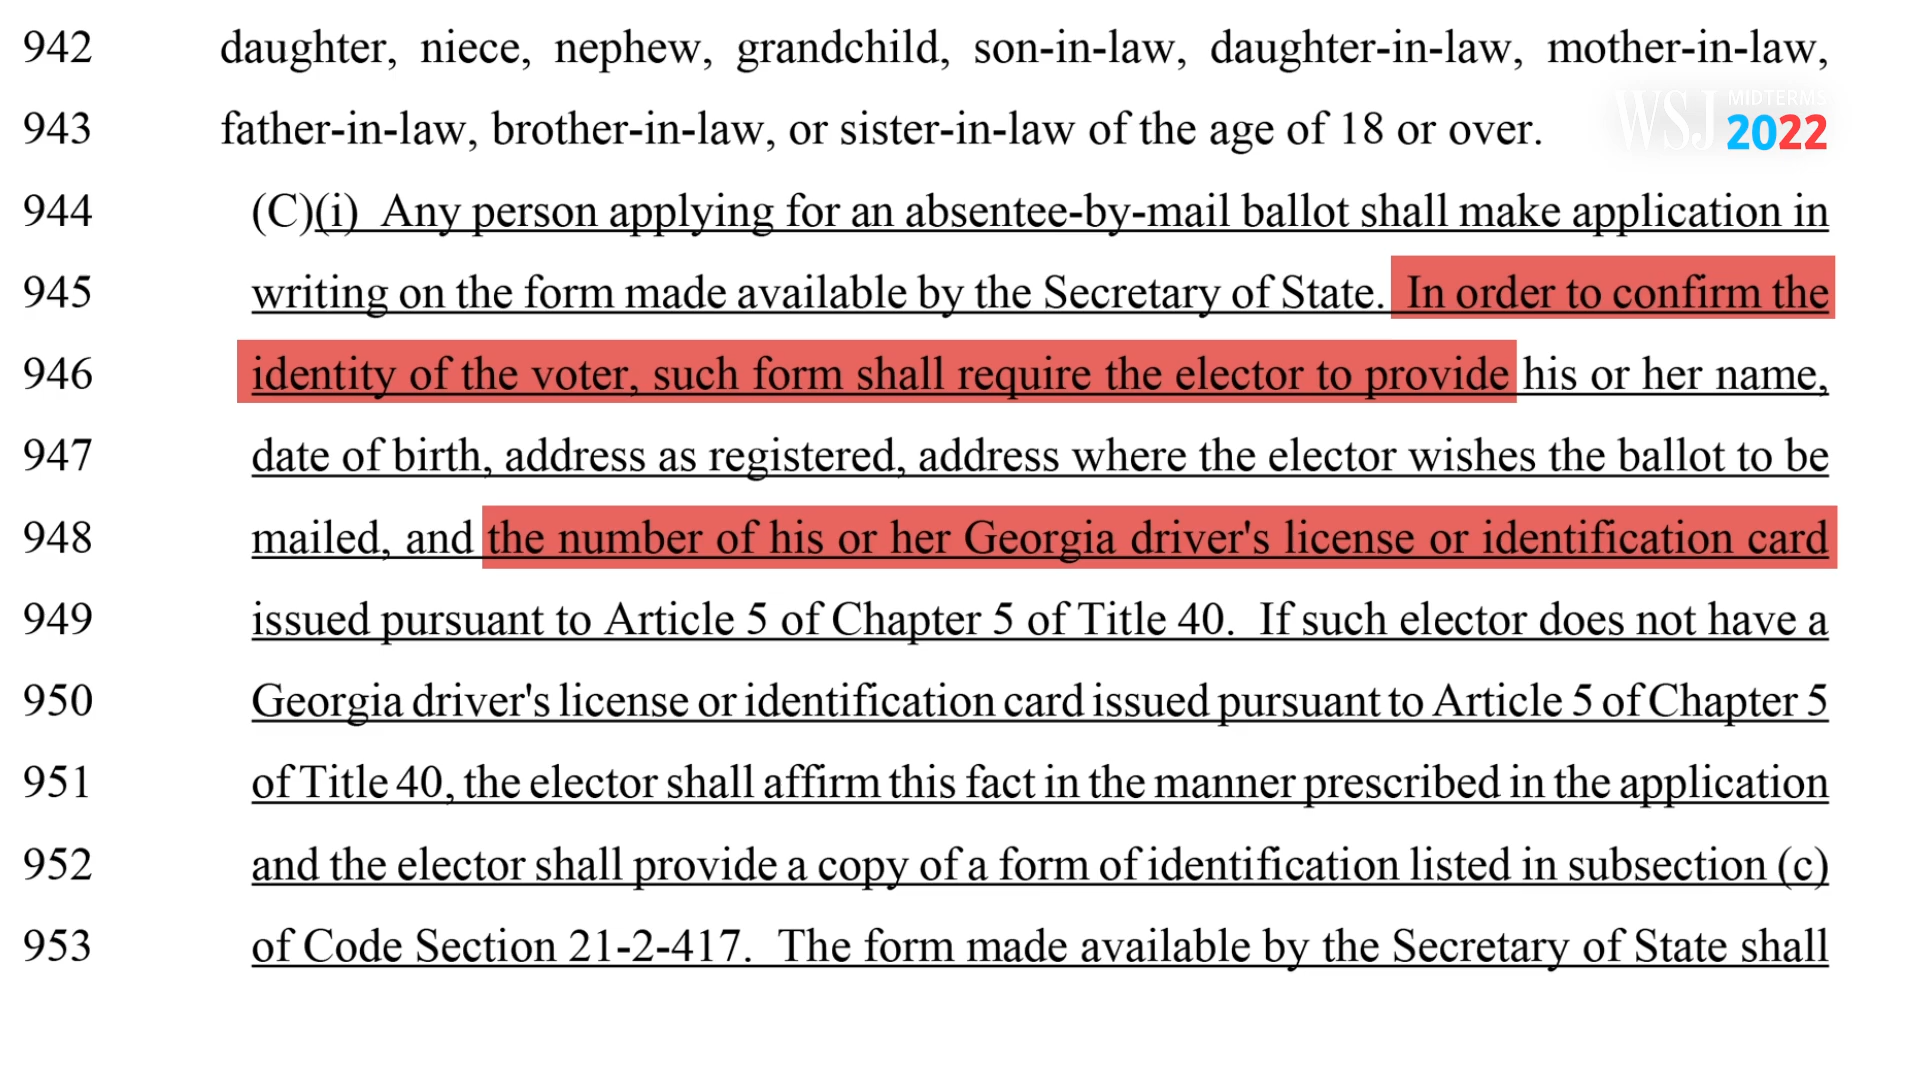 942 daughter, niece, nephew, grandchild, son-in-law, daughter-in-law, mother-in-law,
943 father-in-law, brother-in-law, or sister-in-law of the age of 18 or over.
WSJ MIDTERMS 2022
944 (C)(i) Any person applying for an absentee-by-mail ballot shall make application in
945 writing on the form made available by the Secretary of State. In order to confirm the
946 identity of the voter, such form shall require the elector to provide his or her name,
947 date of birth, address as registered, address where the elector wishes the ballot to be
948 mailed, and the number of his or her Georgia driver's license or identification card
949 issued pursuant to Article 5 of Chapter 5 of Title 40. If such elector does not have a
950 Georgia driver's license or identification card issued pursuant to Article 5 of Chapter 5
951 of Title 40, the elector shall affirm this fact in the manner prescribed in the application
952 and the elector shall provide a copy of a form of identification listed in subsection (c)
953 of Code Section 21-2-417. The form made available by the Secretary of State shall